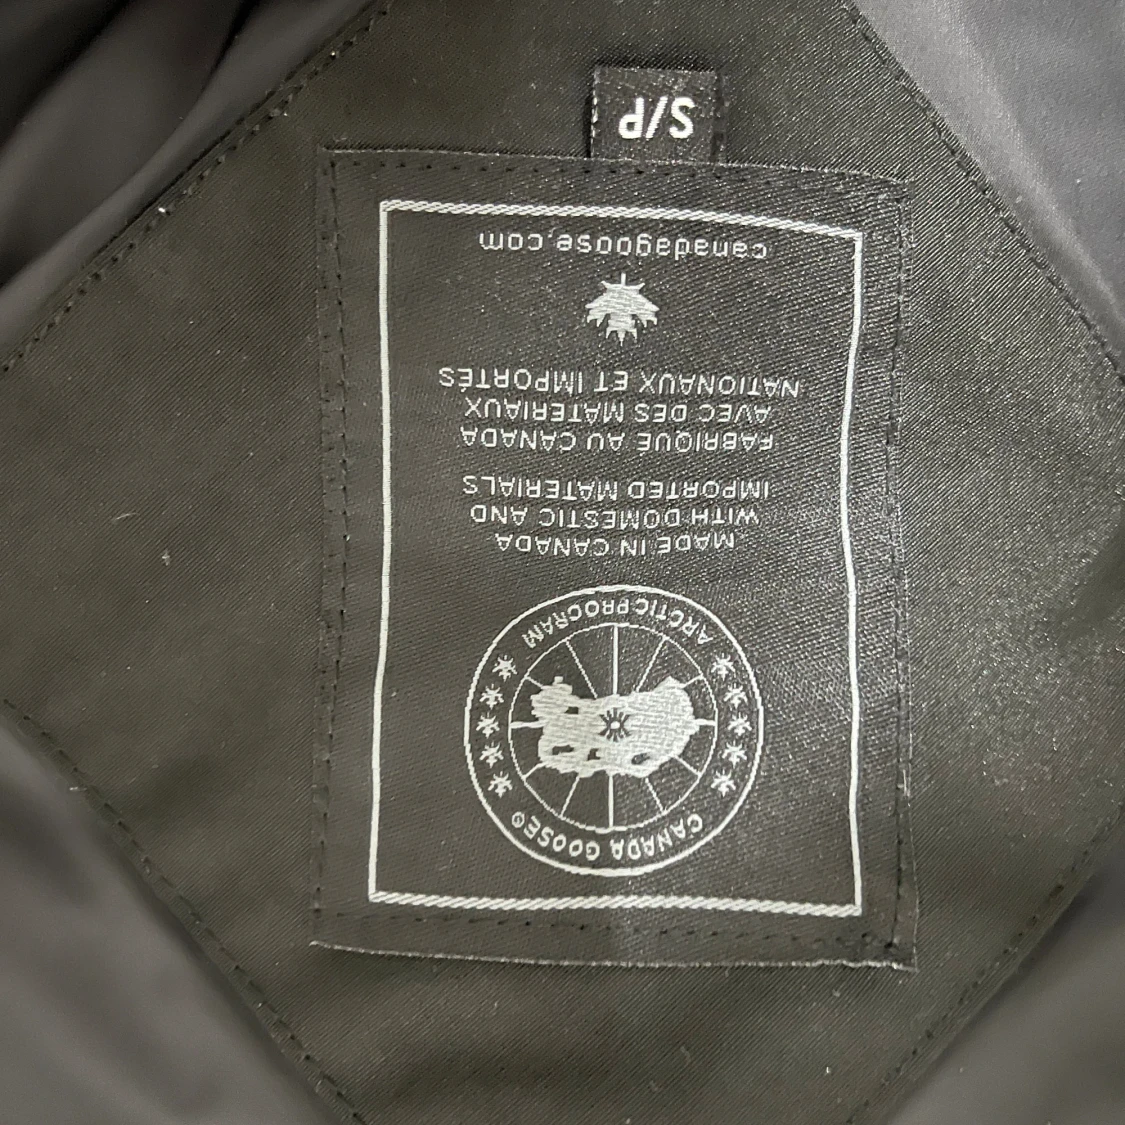 CANADA GOOSE®
ARCTIC PROGRAM
MADE IN CANADA
WITH DOMESTIC AND
IMPORTED MATERIALS
FABRIQUÉ AU CANADA
AVEC DES MATERIAUX
NATIONAUX ET IMPORTÉS
canadagoose.com
S/P